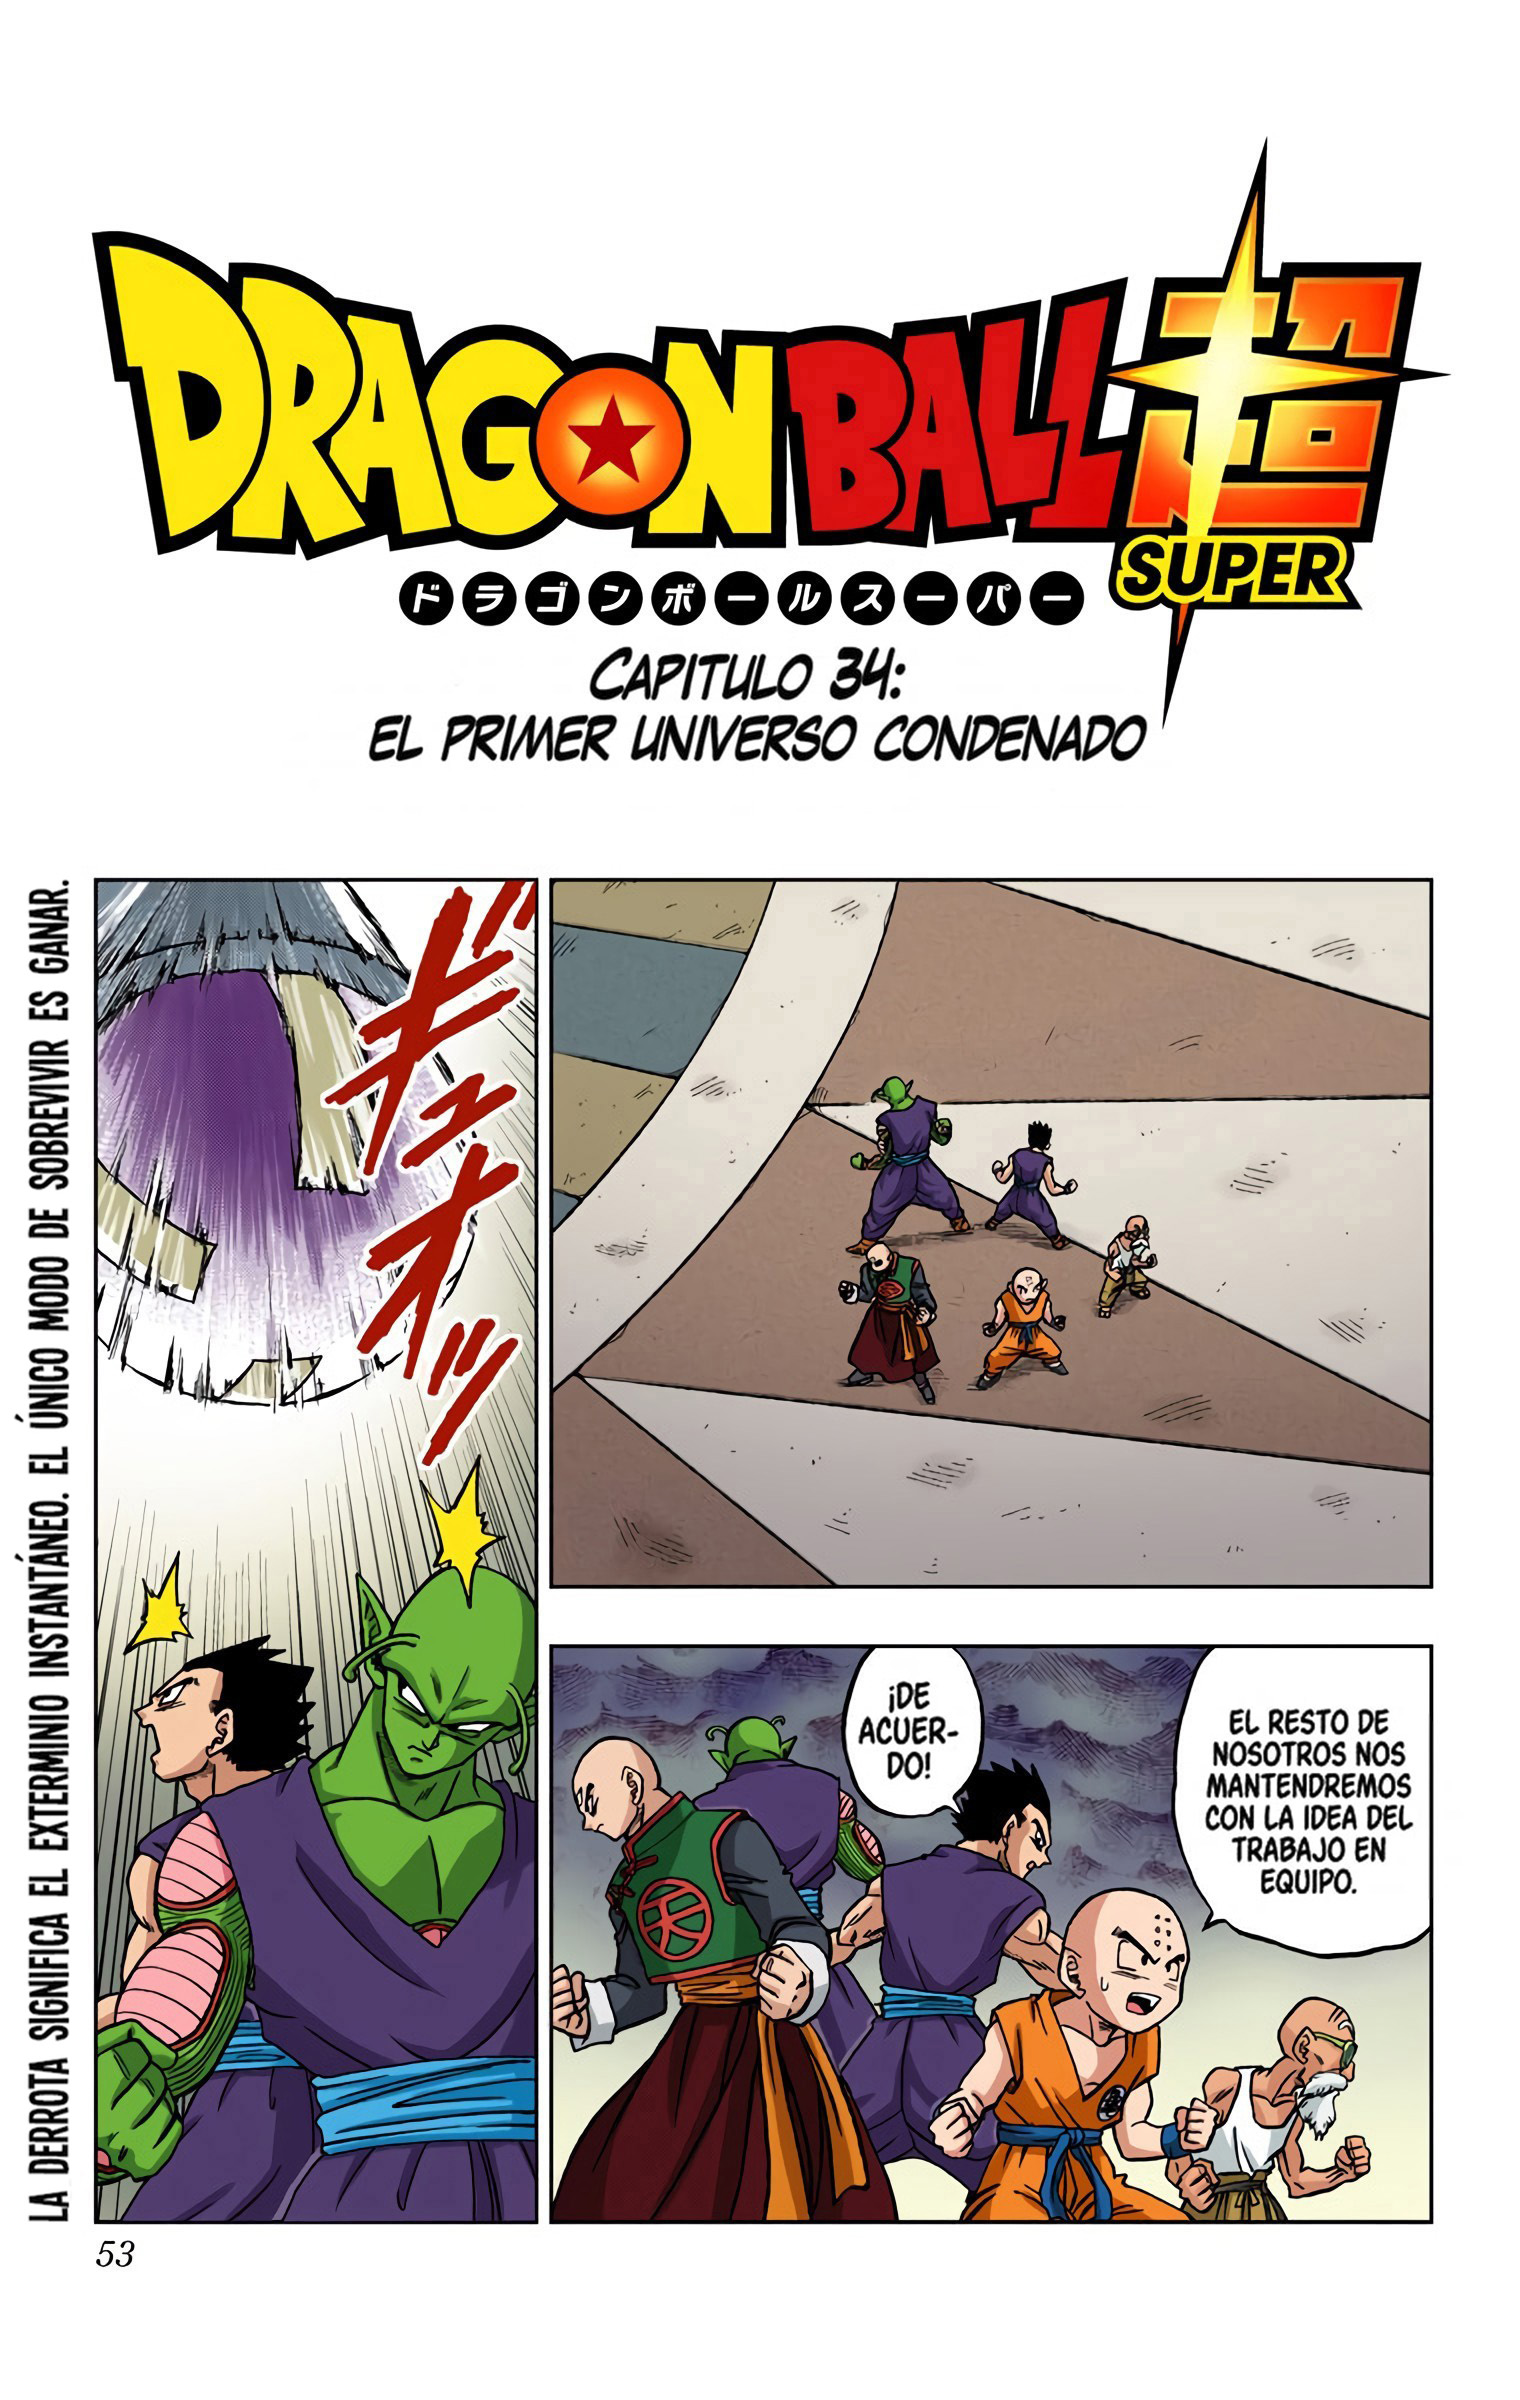 DRAGON BALL 超
SUPER
ドラゴンボールスーパー
CAPITULO 34:
EL PRIMER UNIVERSO CONDENADO
LA DERROTA SIGNIFICA EL EXTERMINIO INSTANTÁNEO. EL ÚNICO MODO DE SOBREVIVIR ES GANAR.
EL RESTO DE
NOSOTROS NOS
MANTENDREMOS
CON LA IDEA DEL
TRABAJO EN
EQUIPO.
¡DE
ACUER-
DO!
天
ギュオッ
53